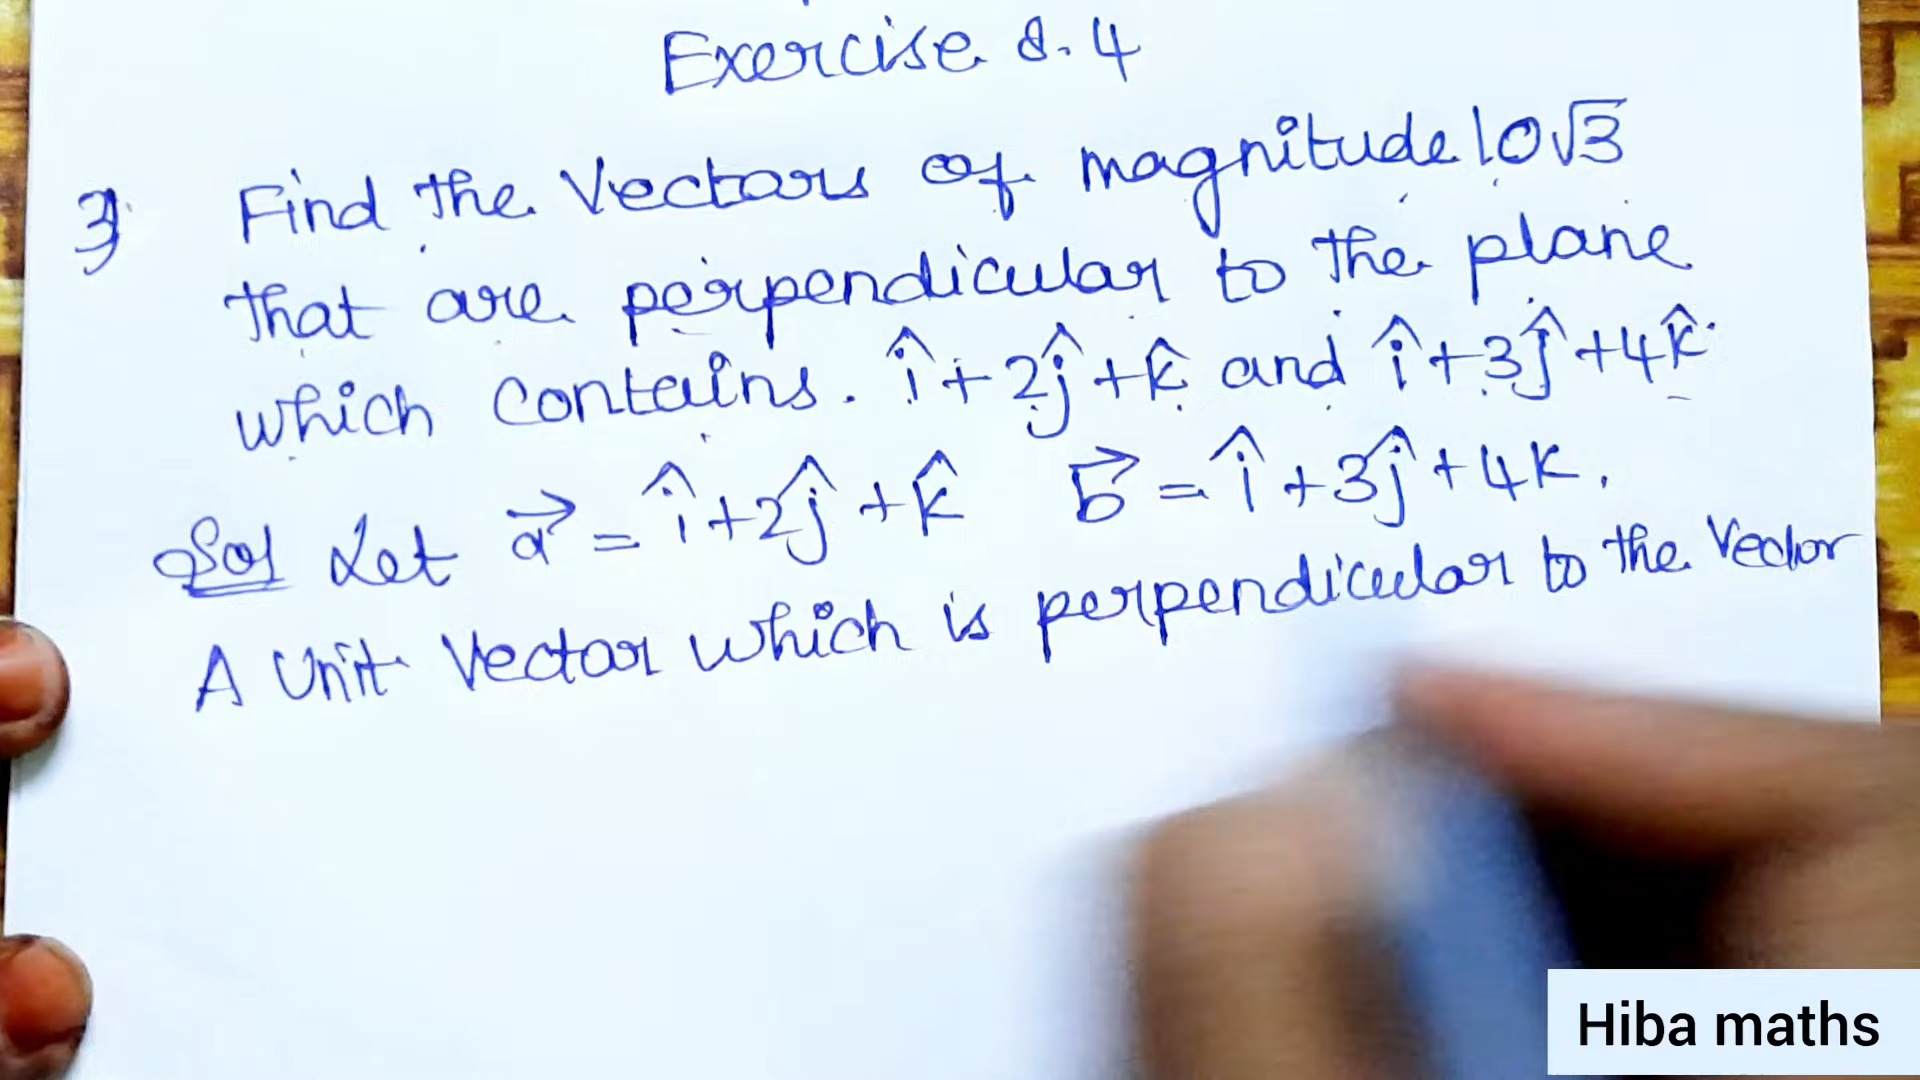 Exercise 8.4
3) Find the Vectors of magnitude 10√3
that are perpendicular to the plane
which contains. î+2ĵ+k̂ and î+3ĵ+4k̂.
Sol Let a⃗ = î+2ĵ+k̂ b⃗ = î+3ĵ+4k.
A Unit Vector which is perpendicular to the Vector
Hiba maths